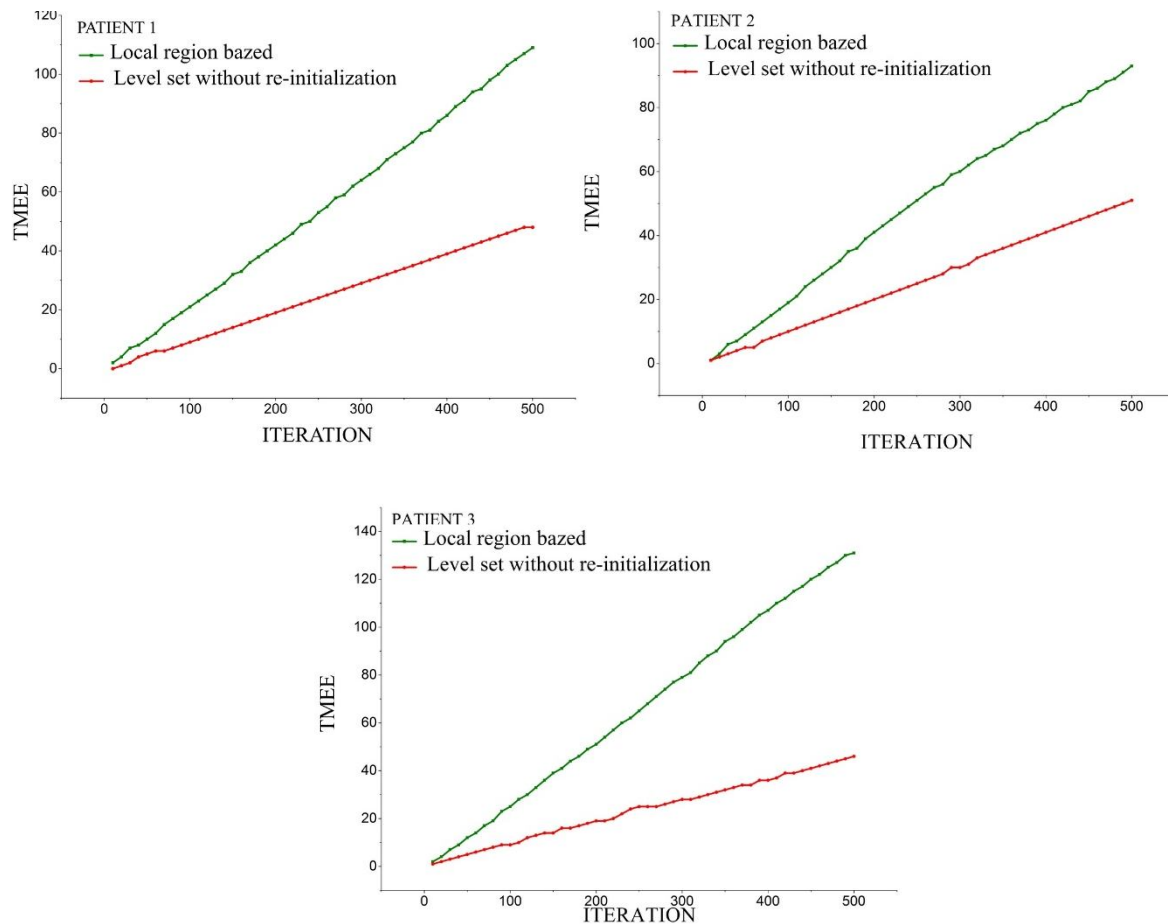 PATIENT 1
Local region bazed
Level set without re-initialization
120
100
80
60
40
20
0
TMEE
0 100 200 300 400 500
ITERATION
PATIENT 2
Local region bazed
Level set without re-initialization
100
80
60
40
20
0
TMEE
0 100 200 300 400 500
ITERATION
PATIENT 3
Local region bazed
Level set without re-initialization
140
120
100
80
60
40
20
0
TMEE
0 100 200 300 400 500
ITERATION